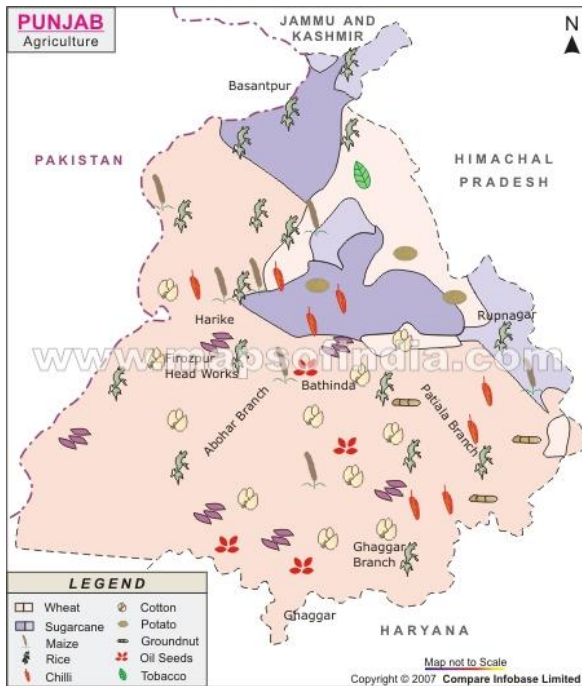 PUNJAB
Agriculture
JAMMU AND
KASHMIR
N
Basantpur
PAKISTAN
HIMACHAL
PRADESH
Harike
Rupnagar
www.mapsofindia.com
Firozpur
Head Works
Bathinda
Abohar Branch
Patiala Branch
Ghaggar
Branch
Ghaggar
HARYANA
LEGEND
Wheat
Cotton
Sugarcane
Potato
Maize
Groundnut
Rice
Oil Seeds
Chilli
Tobacco
Map not to Scale
Copyright © 2007 Compare Infobase Limited